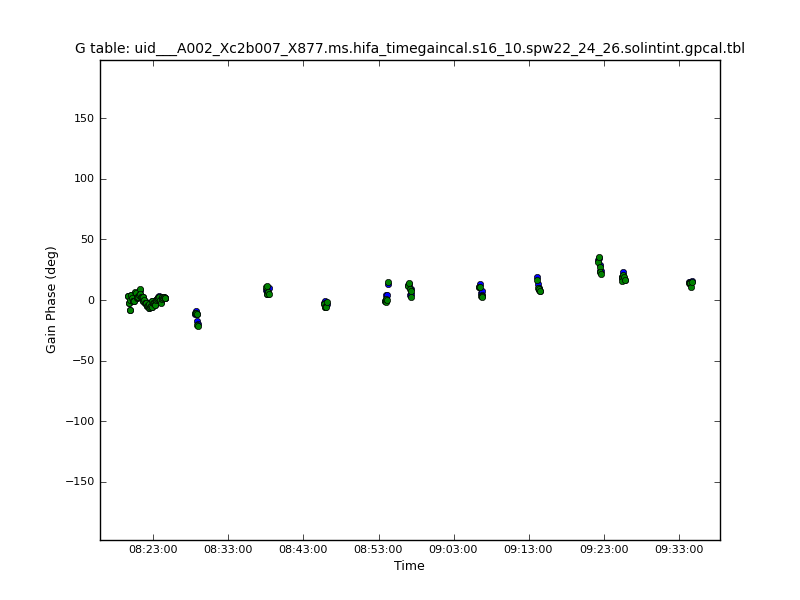 G table: uid___A002_Xc2b007_X877.ms.hifa_timegaincal.s16_10.spw22_24_26.solintint.gpcal.tbl
150
100
50
0
−50
−100
−150
Gain Phase (deg)
08:23:00 08:33:00 08:43:00 08:53:00 09:03:00 09:13:00 09:23:00 09:33:00
Time